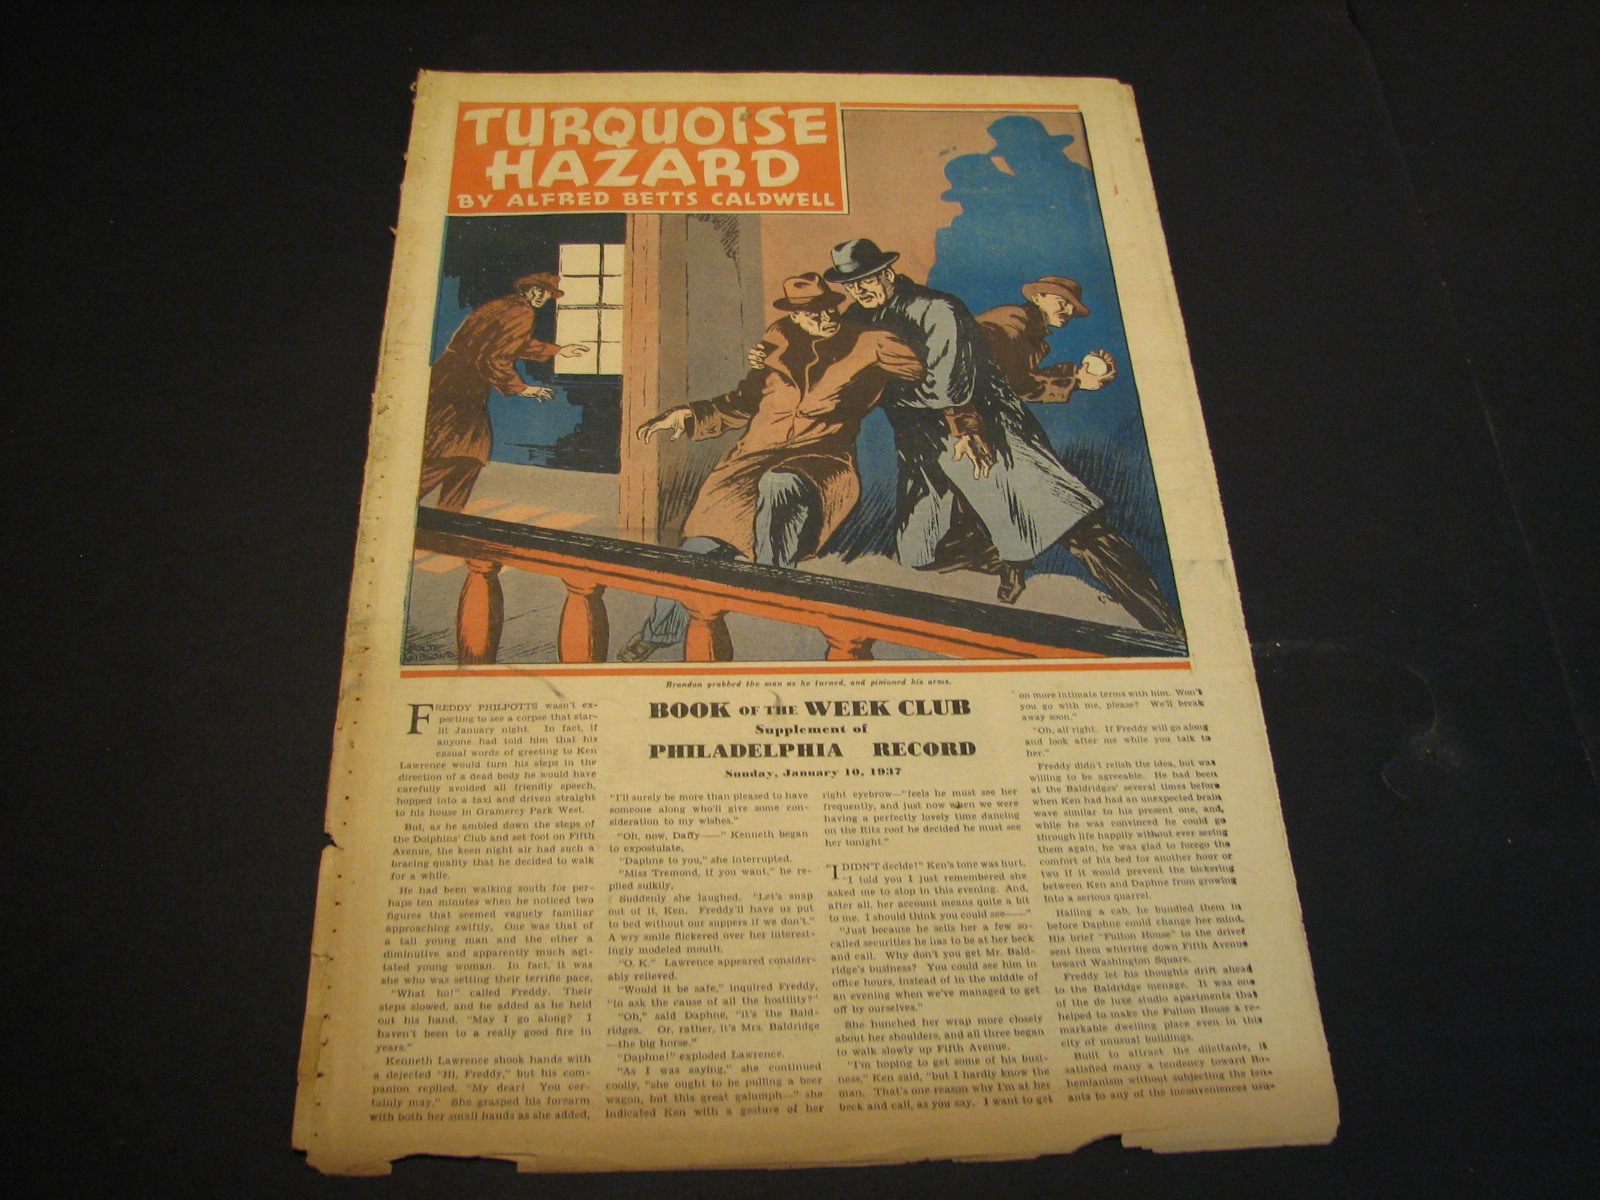 TURQUOISE
HAZARD
BY ALFRED BETTS CALDWELL
Brandon grabbed the man as he turned, and pinioned his arms.
FREDDY PHILPOTTS wasn't ex-
pecting to see a corpse that star-
lit January night. In fact, if
anyone had told him that his
casual words of greeting to Ken
Lawrence would turn his steps in the
direction of a dead body he would have
carefully avoided all friendly speech,
hopped into a taxi and driven straight
to his house in Gramercy Park West.
But, as he ambled down the steps of
the Dolphins' Club and set foot on Fifth
Avenue, the keen night air had such a
bracing quality that he decided to walk
for a while.
He had been walking south for per-
haps ten minutes when he noticed two
figures that seemed vaguely familiar
approaching swiftly. One was that of
a tall young man and the other a
diminutive and apparently much agi-
tated young woman. In fact, it was
she who was setting their terrific pace.
"What ho!" called Freddy. Their
steps slowed, and he added as he held
out his hand, "May I go along? I
haven't been to a really good fire in
years."
Kenneth Lawrence shook hands with
a dejected "Hi, Freddy," but his com-
panion replied, "My dear! You cer-
tainly may." She grasped his forearm
with both her small hands as she added,
BOOK OF THE WEEK CLUB
Supplement of
PHILADELPHIA RECORD
Sunday, January 10, 1937
"I'll surely be more than pleased to have
someone along who'll give some con-
sideration to my wishes."
"Oh, now, Daffy——" Kenneth began
to expostulate.
"Daphne to you," she interrupted.
"Miss Tremond, if you want," he re-
plied sulkily.
Suddenly she laughed. "Let's snap
out of it, Ken. Freddy'll have us put
to bed without our suppers if we don't."
A wry smile flickered over her interest-
ingly modeled mouth.
"O. K." Lawrence appeared consider-
ably relieved.
"Would it be safe," inquired Freddy,
"to ask the cause of all the hostility?"
"Oh," said Daphne, "it's the Bald-
ridges. Or, rather, it's Mrs. Baldridge
—the big horse."
"Daphne!" exploded Lawrence.
"As I was saying," she continued
coolly, "she ought to be pulling a beer
wagon, but this great galumph—" she
indicated Ken with a gesture of her
right eyebrow—"feels he must see her
frequently, and just now when we were
having a perfectly lovely time dancing
on the Ritz roof he decided he must see
her tonight."
"I DIDN'T decide!" Ken's tone was hurt.
"I told you I just remembered she
asked me to stop in this evening. And,
after all, her account means quite a bit
to me. I should think you could see——"
"Just because he sells her a few so-
called securities he has to be at her beck
and call. Why don't you get Mr. Bald-
ridge's business? You could see him in
office hours, instead of in the middle of
an evening when we've managed to get
off by ourselves."
She hunched her wrap more closely
about her shoulders, and all three began
to walk slowly up Fifth Avenue.
"I'm hoping to get some of his busi-
ness," Ken said, "but I hardly know the
man. That's one reason why I'm at her
beck and call, as you say. I want to get
on more intimate terms with him. Won't
you go with me, please? We'll break
away soon."
"Oh, all right. If Freddy will go along
and look after me while you talk to
her."
Freddy didn't relish the idea, but was
willing to be agreeable. He had been
at the Baldridges' several times before
when Ken had had an unexpected brain
wave similar to his present one, and,
while he was convinced he could go
through life happily without ever seeing
them again, he was glad to forego the
comfort of his bed for another hour or
two if it would prevent the bickering
between Ken and Daphne from growing
into a serious quarrel.
Hailing a cab, he bundled them in
before Daphne could change her mind.
His brief "Fulton House" to the driver
sent them whirring down Fifth Avenue
toward Washington Square.
Freddy let his thoughts drift ahead
to the Baldridge menage. It was one
of the de luxe studio apartments that
helped to make the Fulton House a re-
markable dwelling place even in this
city of unusual buildings.
Built to attract the dilettante, it
satisfied many a tendency toward Bo-
hemianism without subjecting the ten-
ants to any of the inconveniences usu-